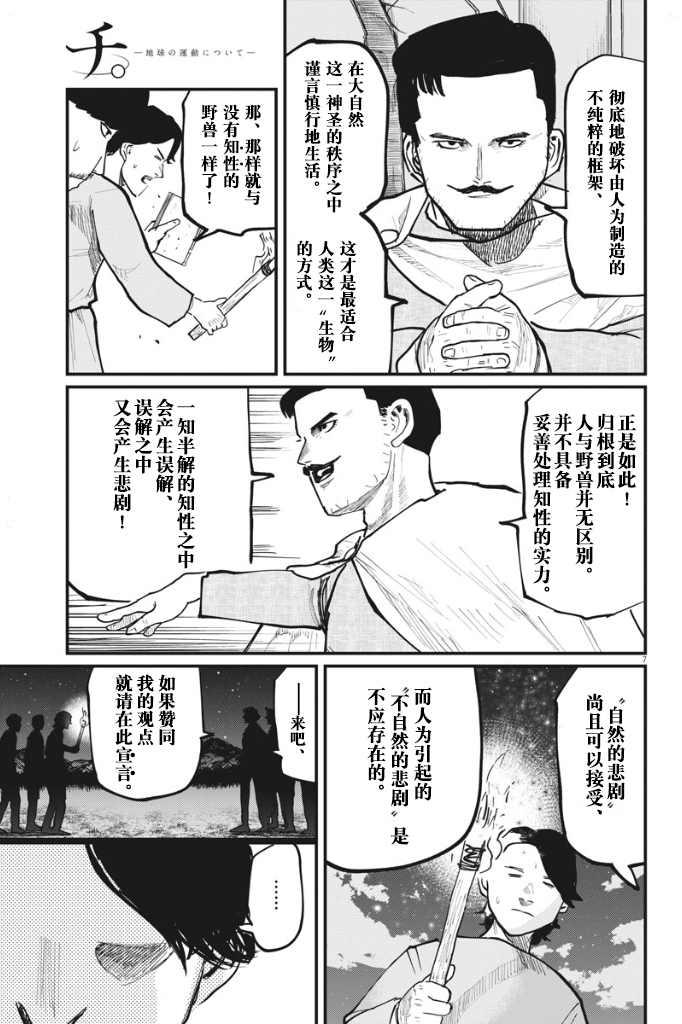 彻底地破坏由人为制造的
不纯粹的框架、
在大自然
这一神圣的秩序之中
谨言慎行地生活。
这才是最适合
人类这一〝生物〟
的方式。
千。
—地球の運動について—
那、那样就与
没有知性的
野兽一样了！
正是如此！
归根到底
人与野兽并无区别。
并不具备
妥善处理知性的实力。
一知半解的知性之中
会产生误解、
误解之中
又会产生悲剧！
7
〝自然的悲剧〟
尚且可以接受、
而人为引起的
〝不自然的悲剧〟是
不应存在的。
——来吧、
如果赞同
我的观点
就请在此宣言。
……